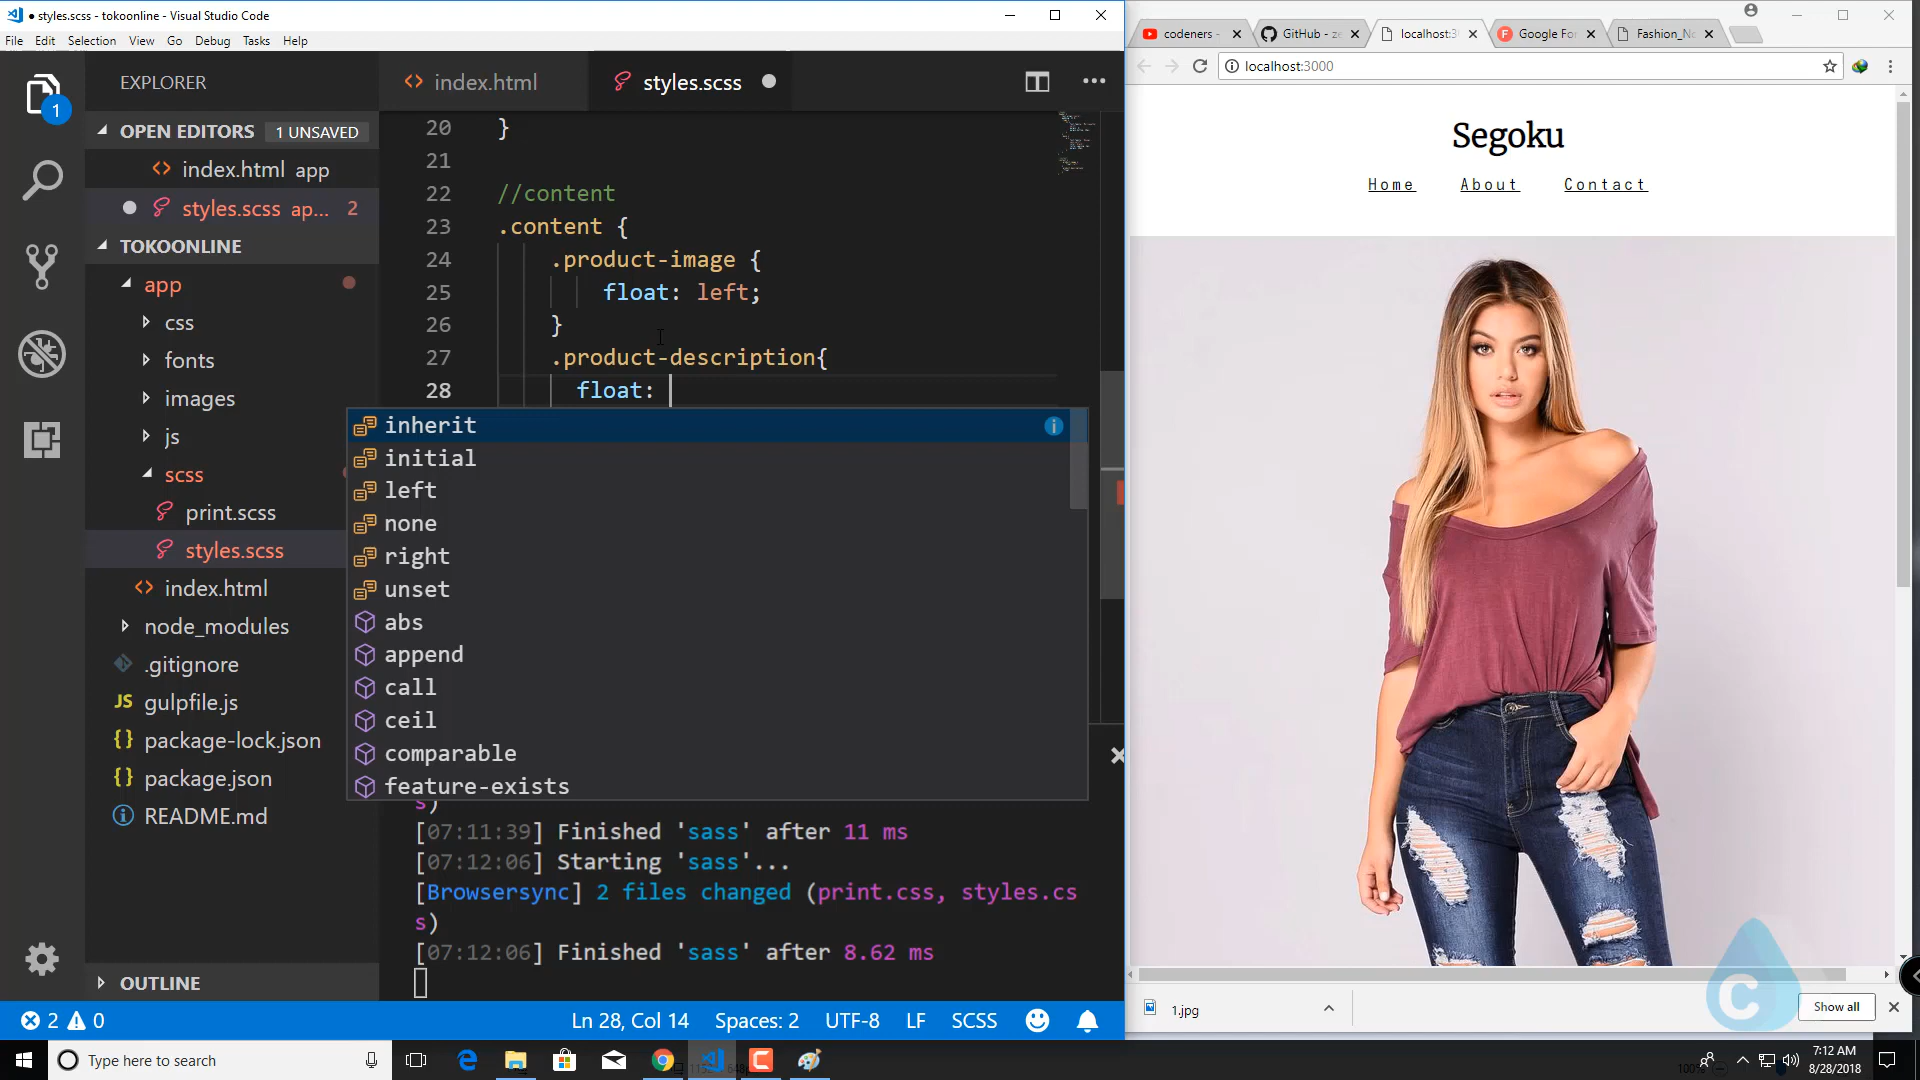 ● styles.scss - tokoonline - Visual Studio Code
File Edit Selection View Go Debug Tasks Help
EXPLORER
OPEN EDITORS 1 UNSAVED
index.html app
styles.scss ap... 2
TOKOONLINE
app
css
fonts
images
js
scss
print.scss
styles.scss
index.html
node_modules
.gitignore
JS gulpfile.js
{} package-lock.json
{} package.json
README.md
OUTLINE
1
index.html
styles.scss
20 }
21
22 //content
23 .content {
24 .product-image {
25 float: left;
26 }
27 .product-description{
28 float:
inherit
initial
left
none
right
unset
abs
append
call
ceil
comparable
feature-exists
s)
[07:11:39] Finished 'sass' after 11 ms
[07:12:06] Starting 'sass'...
[Browsersync] 2 files changed (print.css, styles.cs
s)
[07:12:06] Finished 'sass' after 8.62 ms
2 0
Ln 28, Col 14 Spaces: 2 UTF-8 LF SCSS
codeners -
GitHub - ze
localhost:3
Google For
Fashion_No
localhost:3000
Segoku
Home About Contact
C
1.jpg
Show all
Type here to search
100%
7:12 AM
8/28/2018